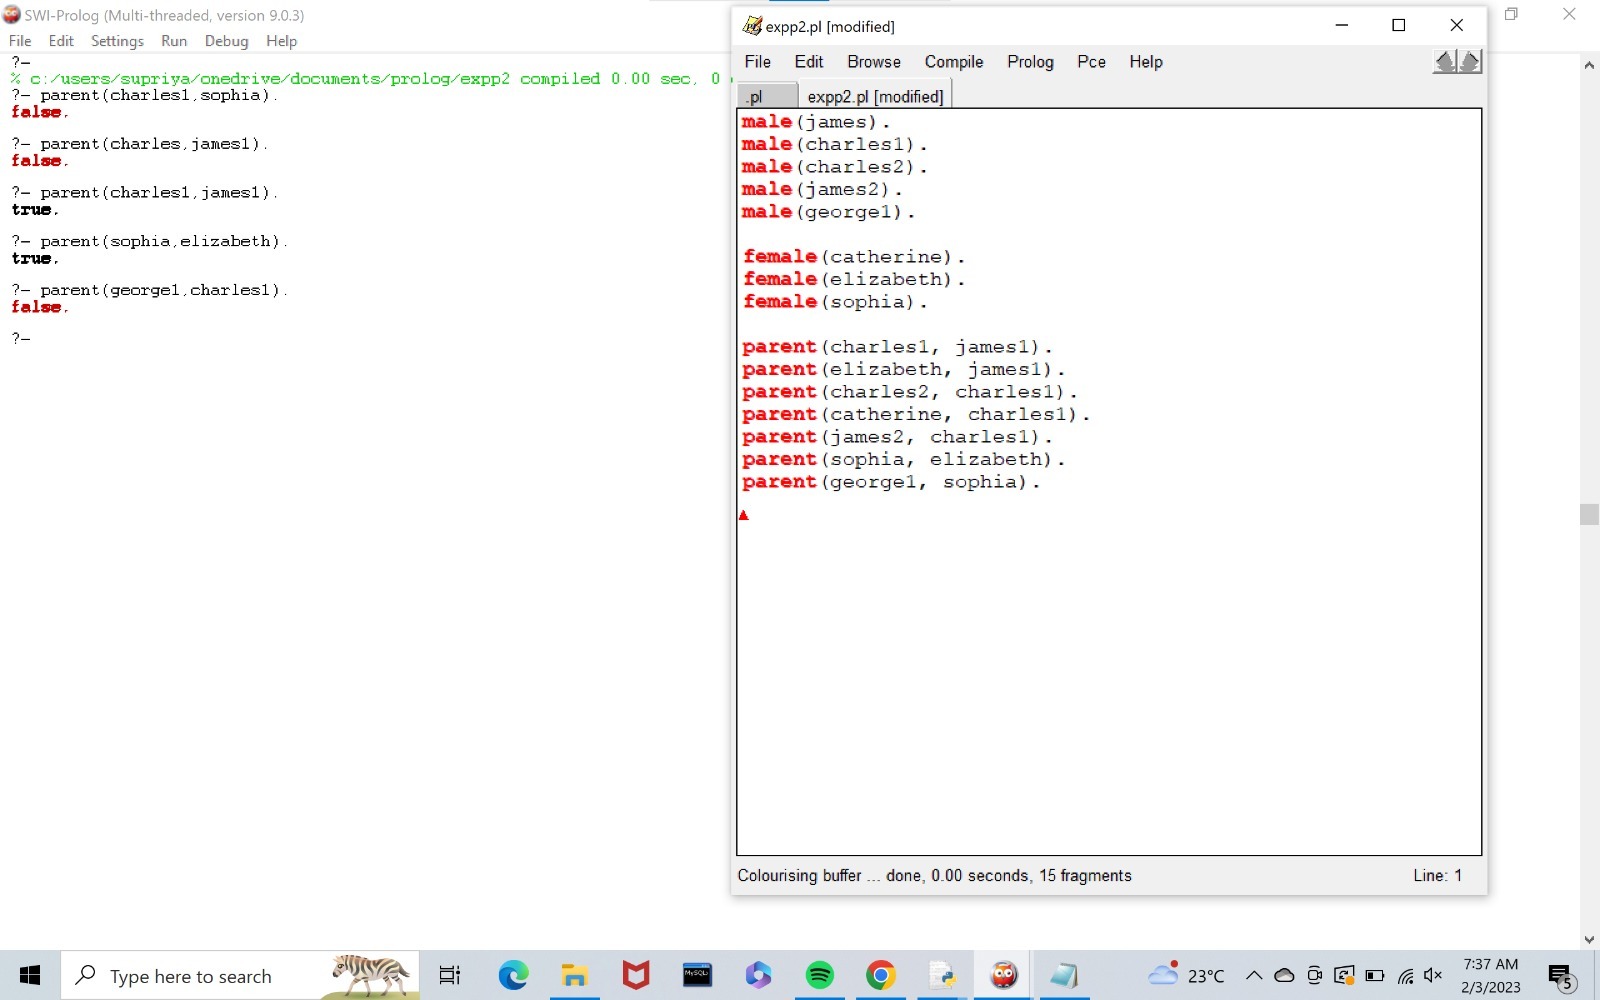 SWI-Prolog (Multi-threaded, version 9.0.3)
File Edit Settings Run Debug Help
?-
% c:/users/supriya/onedrive/documents/prolog/expp2 compiled 0.00 sec, 0
?- parent(charles1,sophia).
false.
?- parent(charles,james1).
false.
?- parent(charles1,james1).
true.
?- parent(sophia,elizabeth).
true.
?- parent(george1,charles1).
false.
?-
expp2.pl [modified]
File Edit Browse Compile Prolog Pce Help
.pl expp2.pl [modified]
male(james).
male(charles1).
male(charles2).
male(james2).
male(george1).
female(catherine).
female(elizabeth).
female(sophia).
parent(charles1, james1).
parent(elizabeth, james1).
parent(charles2, charles1).
parent(catherine, charles1).
parent(james2, charles1).
parent(sophia, elizabeth).
parent(george1, sophia).
Colourising buffer ... done, 0.00 seconds, 15 fragments Line: 1
Type here to search
MySQL
23°C
7:37 AM
2/3/2023
5